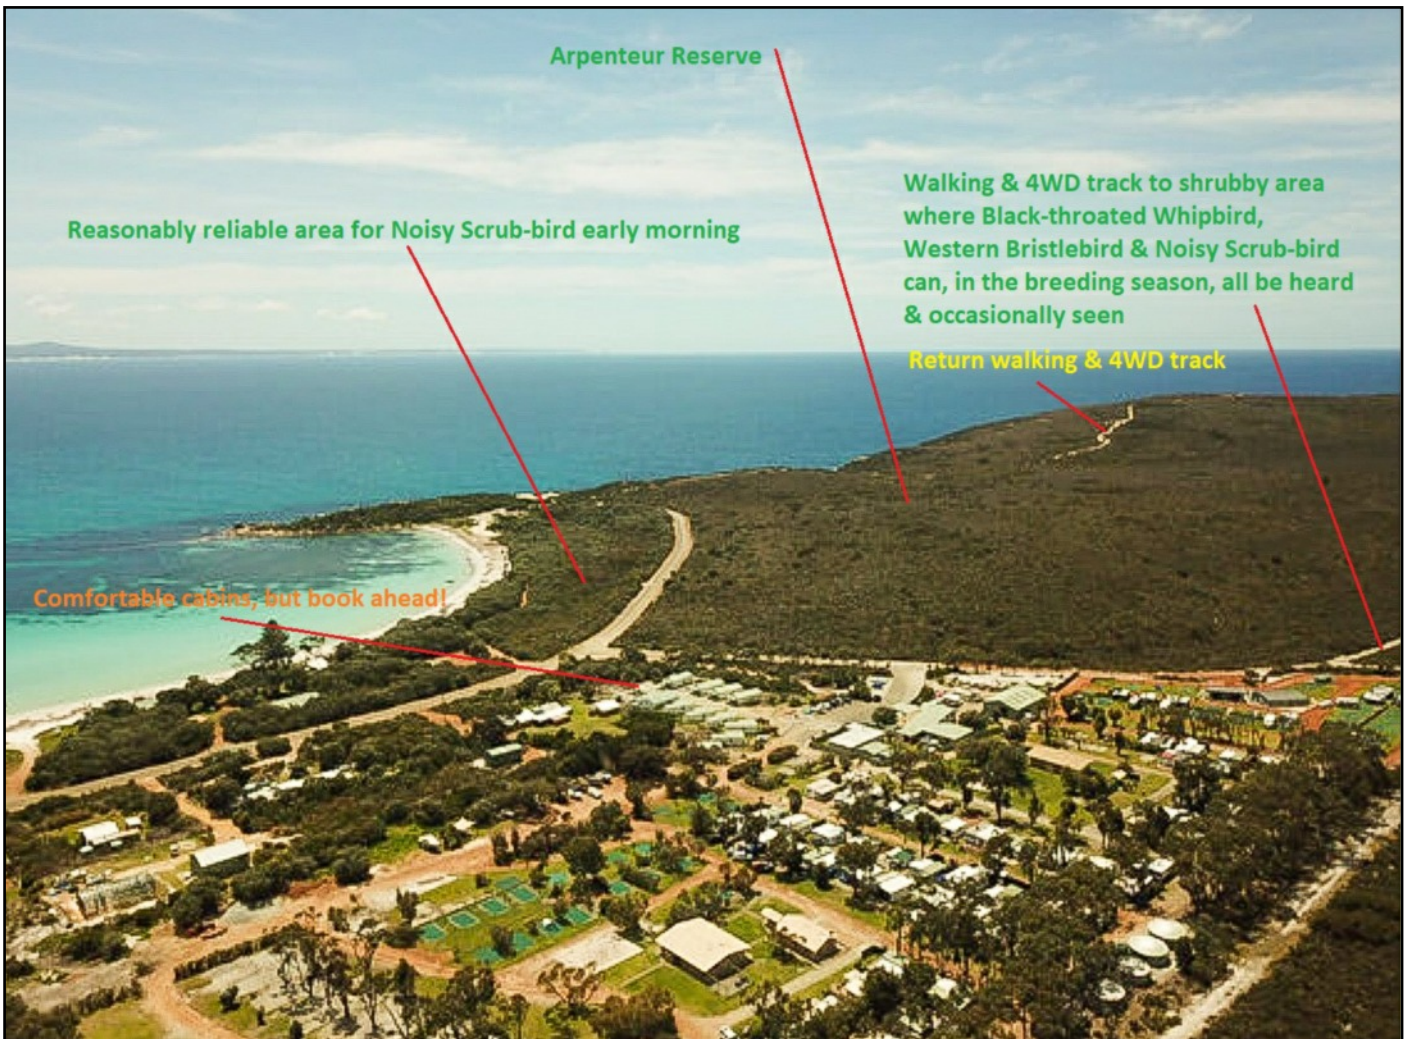 Arpenteur Reserve
Walking & 4WD track to shrubby area
where Black-throated Whipbird,
Western Bristlebird & Noisy Scrub-bird
can, in the breeding season, all be heard
& occasionally seen
Reasonably reliable area for Noisy Scrub-bird early morning
Return walking & 4WD track
Comfortable cabins, but book ahead!